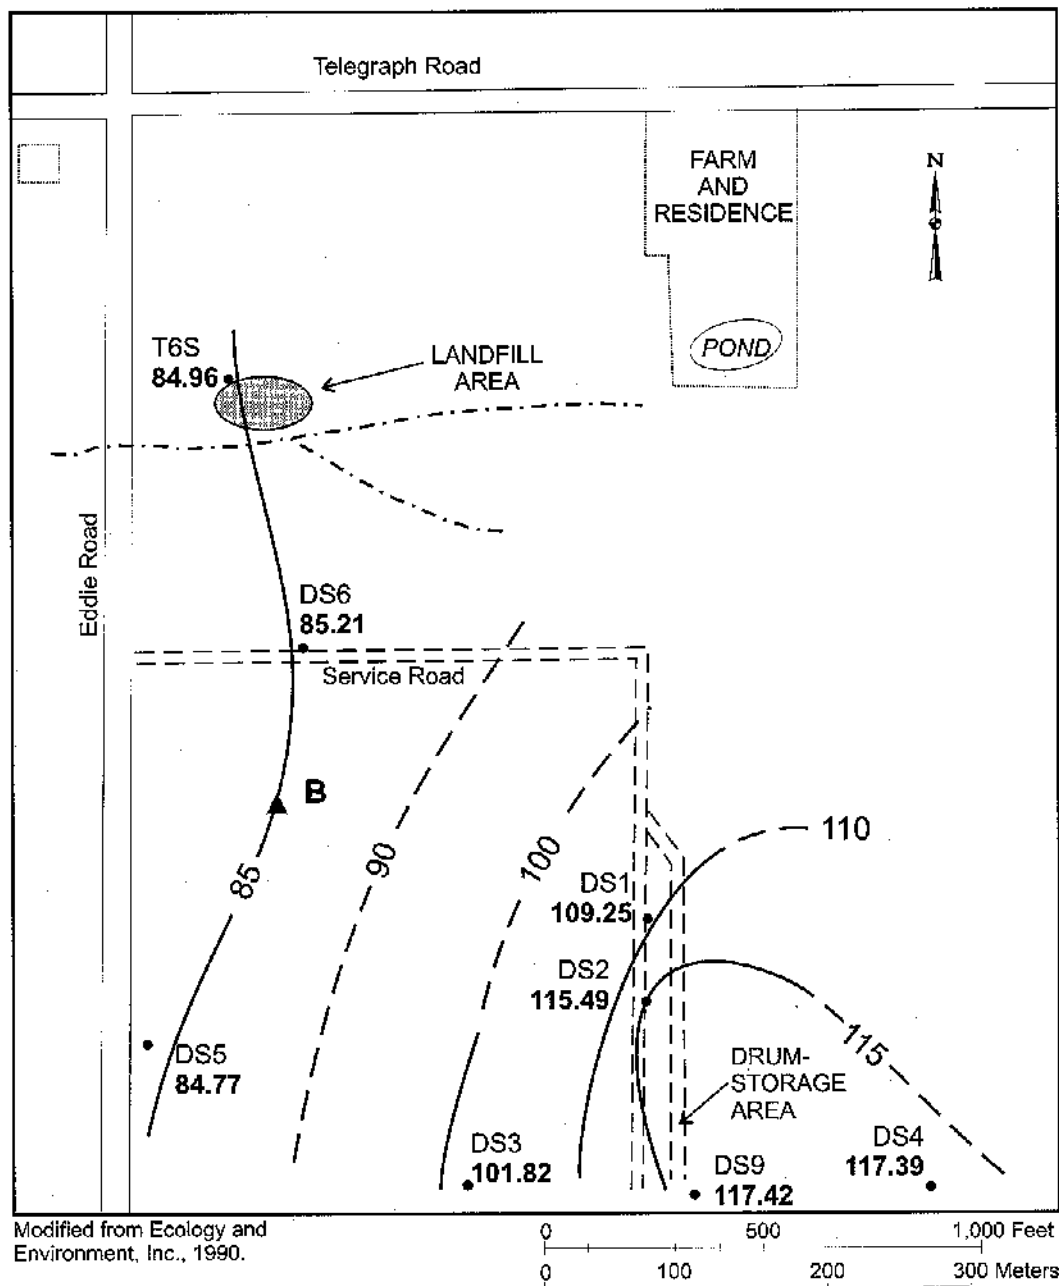 Telegraph Road
FARM
AND
RESIDENCE
N
POND
T6S
84.96
LANDFILL
AREA
Eddie Road
DS6
85.21
Service Road
B
85
90
100
110
DS1
109.25
DS2
115.49
115
DS5
84.77
DRUM-
STORAGE
AREA
DS3
101.82
DS9
117.42
DS4
117.39
Modified from Ecology and
Environment, Inc., 1990.
0 500 1,000 Feet
0 100 200 300 Meters